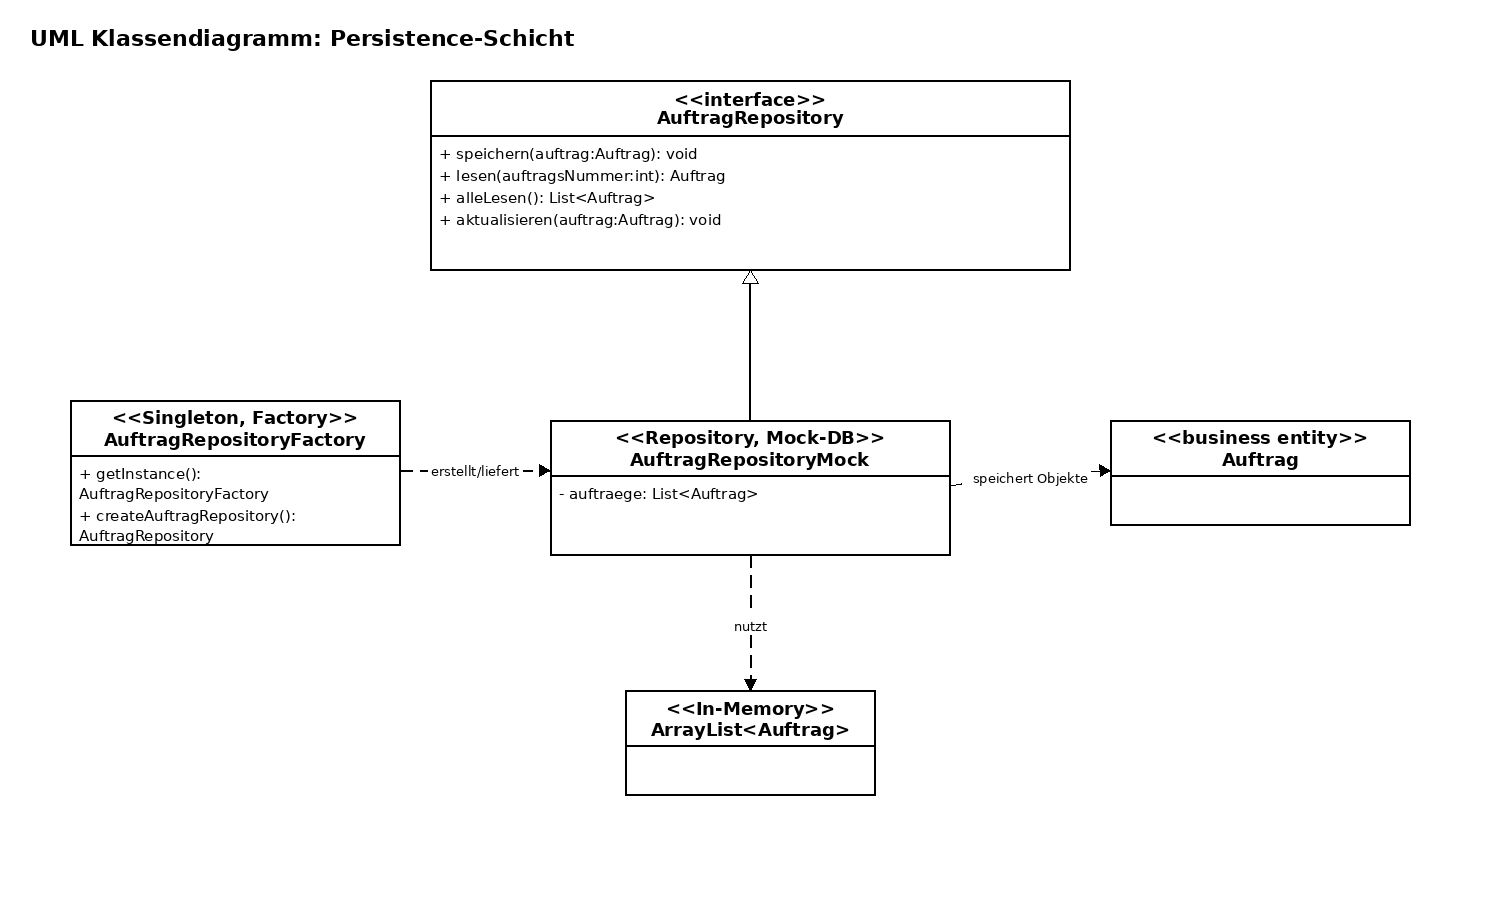 UML Klassendiagramm: Persistence-Schicht
<<interface>>
AuftragRepository
+ speichern(auftrag:Auftrag): void
+ lesen(auftragsNummer:int): Auftrag
+ alleLesen(): List<Auftrag>
+ aktualisieren(auftrag:Auftrag): void
<<Singleton, Factory>>
AuftragRepositoryFactory
+ getInstance():
AuftragRepositoryFactory
+ createAuftragRepository():
AuftragRepository
erstellt/liefert
<<Repository, Mock-DB>>
AuftragRepositoryMock
- auftraege: List<Auftrag>
speichert Objekte
<<business entity>>
Auftrag
nutzt
<<In-Memory>>
ArrayList<Auftrag>